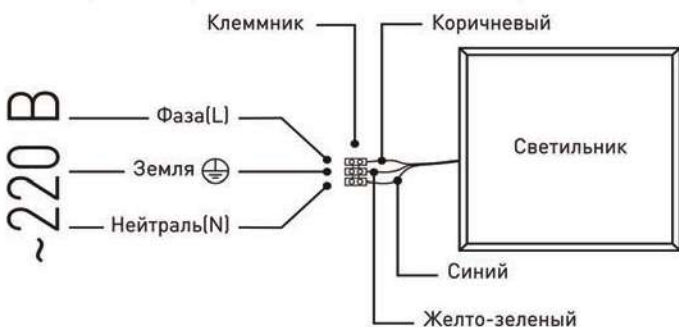 Клеммник
Коричневый
~220 В
Фаза(L)
Земля
Нейтраль(N)
Светильник
Синий
Желто-зеленый